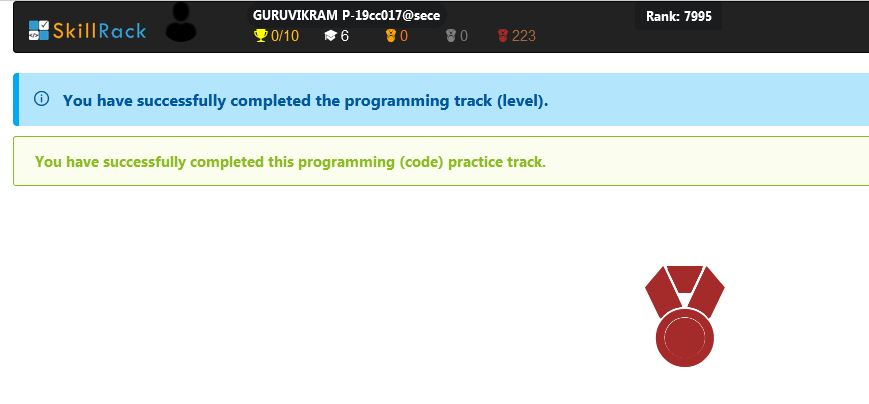 SkillRack
GURUVIKRAM P-19cc017@sece
0/10 6 0 0 223
Rank: 7995
You have successfully completed the programming track (level).
You have successfully completed this programming (code) practice track.